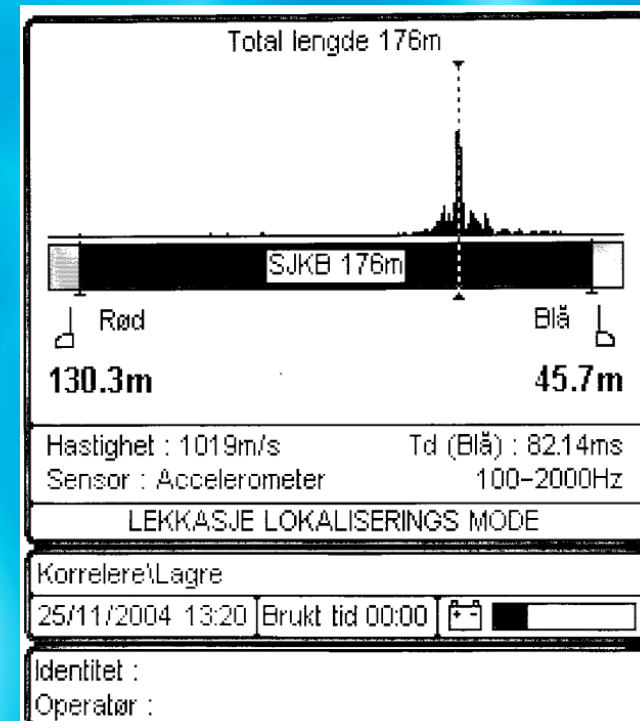 Total lengde 176m
SJKB 176m
Rød Blå
130.3m 45.7m
Hastighet : 1019m/s Td (Blå) : 82.14ms
Sensor : Accelerometer 100-2000Hz
LEKKASJE LOKALISERINGS MODE
Korrelere\Lagre
25/11/2004 13:20 Brukt tid 00:00
Identitet :
Operatør :